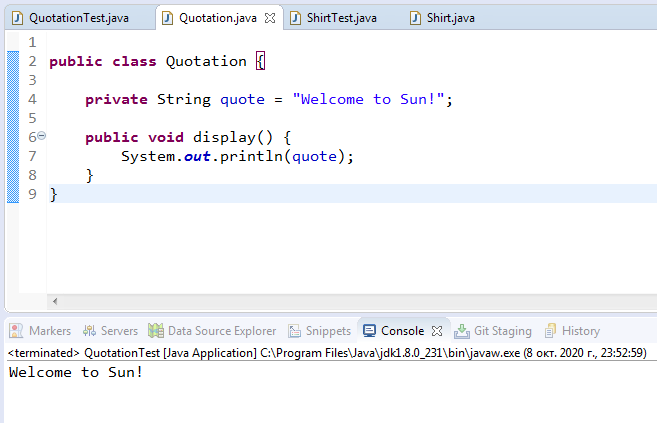 QuotationTest.java Quotation.java ShirtTest.java Shirt.java
1
2 public class Quotation {
3
4 private String quote = "Welcome to Sun!";
5
6 public void display() {
7 System.out.println(quote);
8 }
9 }
Markers Servers Data Source Explorer Snippets Console Git Staging History
<terminated> QuotationTest [Java Application] C:\Program Files\Java\jdk1.8.0_231\bin\javaw.exe (8 окт. 2020 г., 23:52:59)
Welcome to Sun!